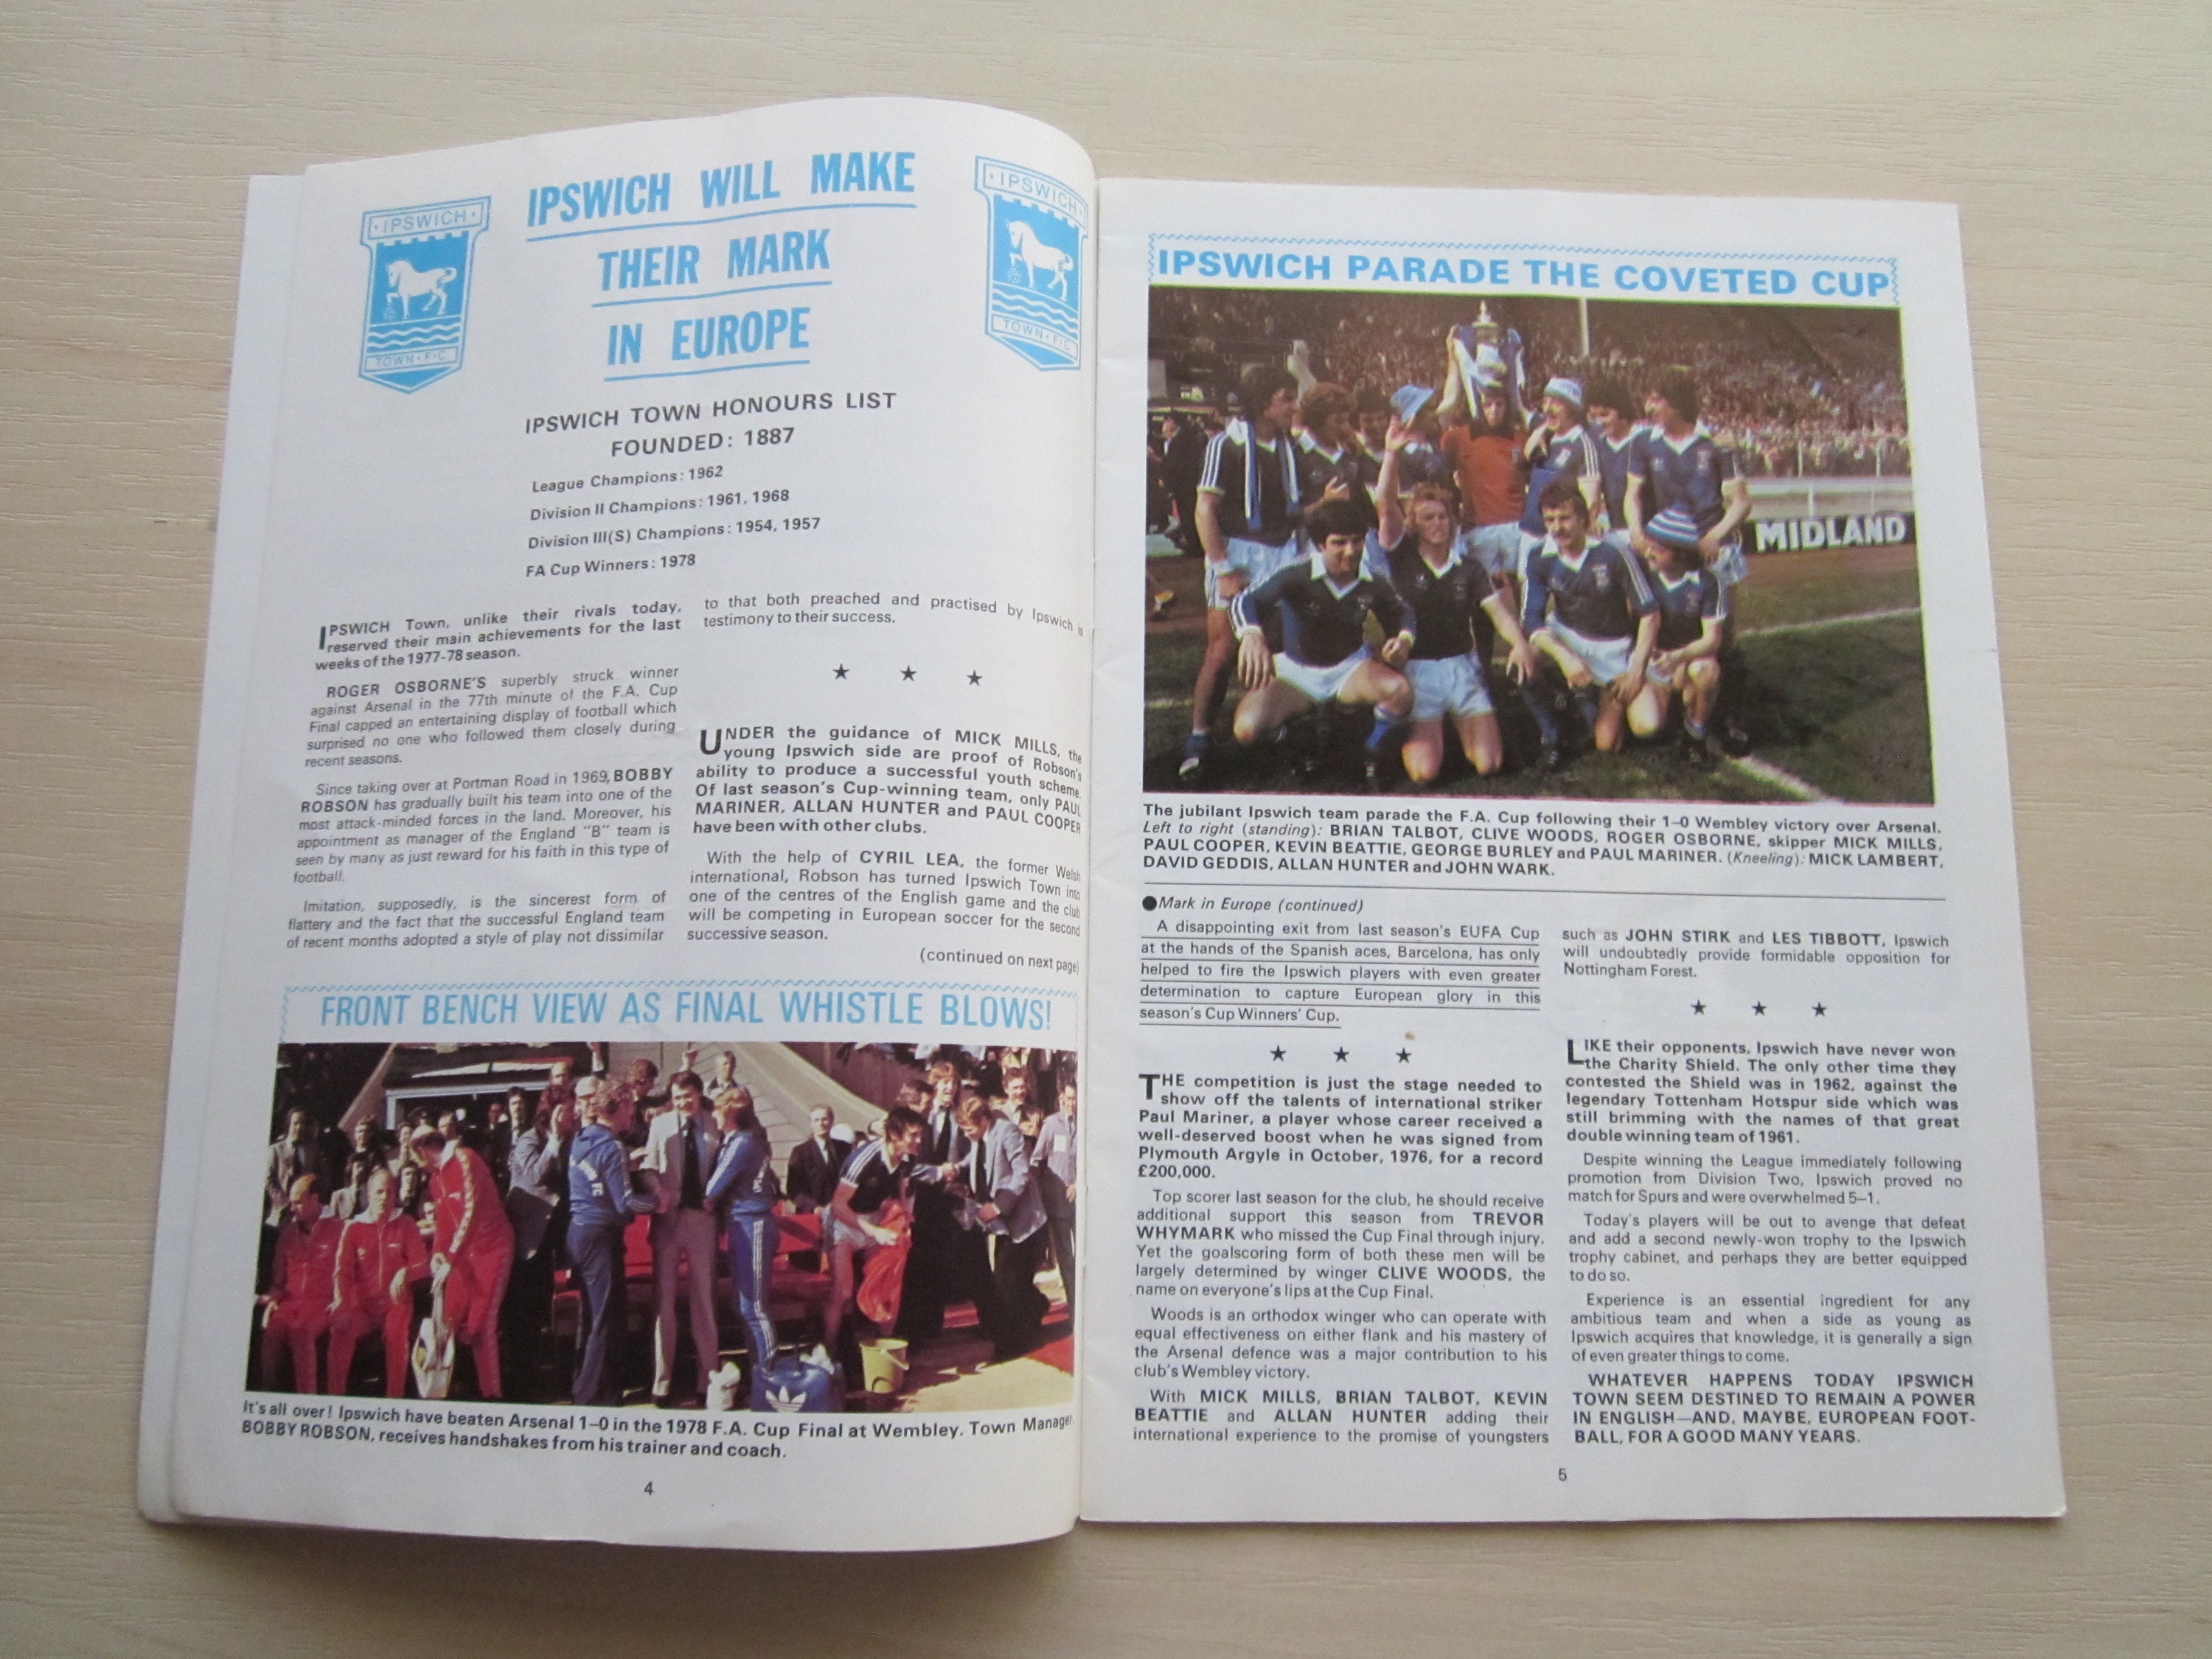 · IPSWICH ·
TOWN · F · C ·
IPSWICH WILL MAKE
THEIR MARK
IN EUROPE
· IPSWICH ·
TOWN · F · C
IPSWICH TOWN HONOURS LIST
FOUNDED: 1887
League Champions: 1962
Division II Champions: 1961, 1968
Division III(S) Champions: 1954, 1957
FA Cup Winners: 1978
IPSWICH Town, unlike their rivals today,
reserved their main achievements for the last
weeks of the 1977-78 season.
ROGER OSBORNE'S superbly struck winner
against Arsenal in the 77th minute of the F.A. Cup
Final capped an entertaining display of football which
surprised no one who followed them closely during
recent seasons.
Since taking over at Portman Road in 1969, BOBBY
ROBSON has gradually built his team into one of the
most attack-minded forces in the land. Moreover, his
appointment as manager of the England "B" team is
seen by many as just reward for his faith in this type of
football.
Imitation, supposedly, is the sincerest form of
flattery and the fact that the successful England team
of recent months adopted a style of play not dissimilar
to that both preached and practised by Ipswich is
testimony to their success.
★ ★ ★
UNDER the guidance of MICK MILLS, the
young Ipswich side are proof of Robson's
ability to produce a successful youth scheme.
Of last season's Cup-winning team, only PAUL
MARINER, ALLAN HUNTER and PAUL COOPER
have been with other clubs.
With the help of CYRIL LEA, the former Welsh
international, Robson has turned Ipswich Town into
one of the centres of the English game and the club
will be competing in European soccer for the second
successive season.
(continued on next page)
FRONT BENCH VIEW AS FINAL WHISTLE BLOWS!
It's all over! Ipswich have beaten Arsenal 1–0 in the 1978 F.A. Cup Final at Wembley. Town Manager,
BOBBY ROBSON, receives handshakes from his trainer and coach.
4
IPSWICH PARADE THE COVETED CUP
MIDLAND
The jubilant Ipswich team parade the F.A. Cup following their 1–0 Wembley victory over Arsenal.
Left to right (standing): BRIAN TALBOT, CLIVE WOODS, ROGER OSBORNE, skipper MICK MILLS,
PAUL COOPER, KEVIN BEATTIE, GEORGE BURLEY and PAUL MARINER. (Kneeling): MICK LAMBERT,
DAVID GEDDIS, ALLAN HUNTER and JOHN WARK.
●Mark in Europe (continued)
A disappointing exit from last season's EUFA Cup
at the hands of the Spanish aces, Barcelona, has only
helped to fire the Ipswich players with even greater
determination to capture European glory in this
season's Cup Winners' Cup.
★ ★ ★
THE competition is just the stage needed to
show off the talents of international striker
Paul Mariner, a player whose career received a
well-deserved boost when he was signed from
Plymouth Argyle in October, 1976, for a record
£200,000.
Top scorer last season for the club, he should receive
additional support this season from TREVOR
WHYMARK who missed the Cup Final through injury.
Yet the goalscoring form of both these men will be
largely determined by winger CLIVE WOODS, the
name on everyone's lips at the Cup Final.
Woods is an orthodox winger who can operate with
equal effectiveness on either flank and his mastery of
the Arsenal defence was a major contribution to his
club's Wembley victory.
With MICK MILLS, BRIAN TALBOT, KEVIN
BEATTIE and ALLAN HUNTER adding their
international experience to the promise of youngsters
such as JOHN STIRK and LES TIBBOTT, Ipswich
will undoubtedly provide formidable opposition for
Nottingham Forest.
★ ★ ★
LIKE their opponents, Ipswich have never won
the Charity Shield. The only other time they
contested the Shield was in 1962, against the
legendary Tottenham Hotspur side which was
still brimming with the names of that great
double winning team of 1961.
Despite winning the League immediately following
promotion from Division Two, Ipswich proved no
match for Spurs and were overwhelmed 5–1.
Today's players will be out to avenge that defeat
and add a second newly-won trophy to the Ipswich
trophy cabinet, and perhaps they are better equipped
to do so.
Experience is an essential ingredient for any
ambitious team and when a side as young as
Ipswich acquires that knowledge, it is generally a sign
of even greater things to come.
WHATEVER HAPPENS TODAY IPSWICH
TOWN SEEM DESTINED TO REMAIN A POWER
IN ENGLISH—AND, MAYBE, EUROPEAN FOOT-
BALL, FOR A GOOD MANY YEARS.
5